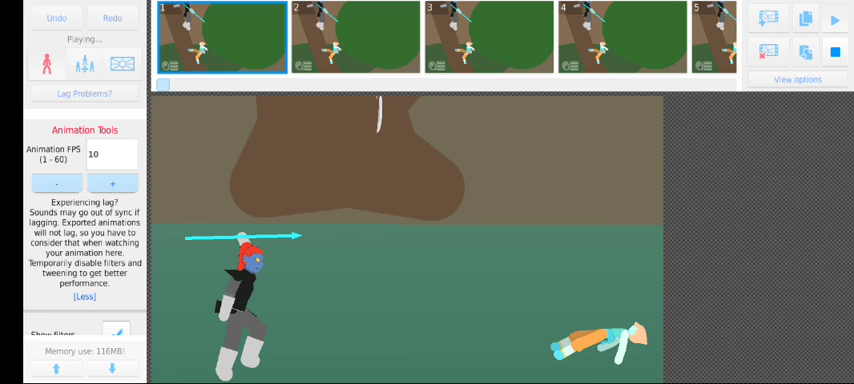 Undo Redo
Playing...
Lag Problems?
Animation Tools
Animation FPS
(1 - 60)
10
- +
Experiencing lag?
Sounds may go out of sync if
lagging. Exported animations
will not lag, so you have to
consider that when watching
your animation here.
Temporarily disable filters and
tweening to get better
performance.
[Less]
Show filters
Memory use: 116MB!
1 2 3 4 5
View options